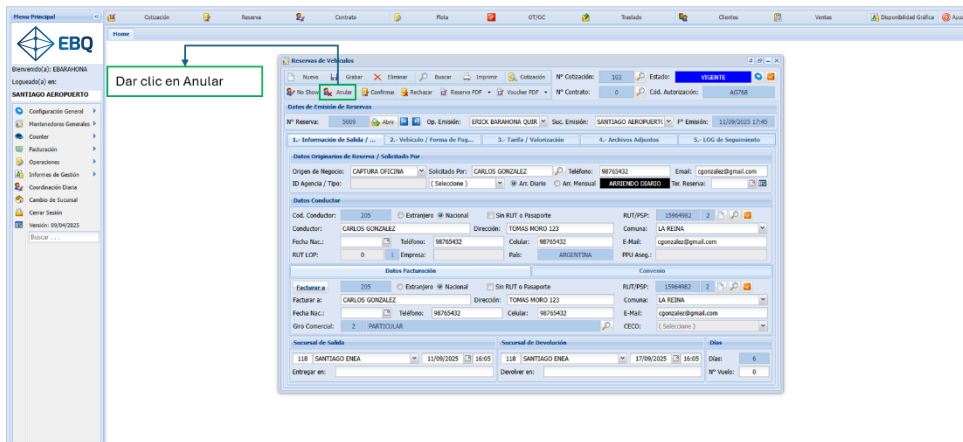 Menu Principal
Cotización Reserva Contrato Flota OT/OC Traslado Clientes Ventas Disponibilidad Gráfica
Home
EBQ
Bienvenido(a): EBARAHONA
Logueado(a) en:
SANTIAGO AEROPUERTO
Configuración General
Mantenedores Generales
Counter
Facturación
Operaciones
Informes de Gestión
Coordinación Diaria
Cambio de Sucursal
Cerrar Sesión
Versión: 09/04/2025
Buscar . . .
Dar clic en Anular
Reservas de Vehículos
Nuevo Grabar Eliminar Buscar Imprimir Cotización N° Cotización: 103 Estado: VIGENTE
No Show Anular Confirmar Rechazar Reserva PDF Voucher PDF N° Contrato: 0 Cód. Autorización: AG768
Datos de Emisión de Reservas
N° Reserva: 5009 Abrir Op. Emisión: ERICK BARAHONA QUIR Suc. Emisión: SANTIAGO AEROPUERTO F° Emisión: 11/09/2025 17:45
1.- Información de Salida / ... 2.- Vehículo / Forma de Pag... 3.- Tarifa / Valorización 4.- Archivos Adjuntos 5.- LOG de Seguimiento
Datos Originarios de Reserva / Solicitado Por
Origen de Negocio: CAPTURA OFICINA Solicitado Por: CARLOS GONZALEZ Teléfono: 98765432 Email: cgonzalez@gmail.com
ID Agencia / Tipo: ( Seleccione ) Arr. Diario Arr. Mensual ARRIENDO DIARIO Ter. Reserva:
Datos Conductor
Cod. Conductor: 205 Extranjero Nacional Sin RUT o Pasaporte RUT/PSP: 15964982 2
Conductor: CARLOS GONZALEZ Dirección: TOMAS MORO 123 Comuna: LA REINA
Fecha Nac.: Teléfono: 98765432 Celular: 98765432 E-Mail: cgonzalez@gmail.com
RUT LOP: 0 1 Empresa: País: ARGENTINA PPU Aseg.:
Datos Facturación Convenio
Facturar a 205 Extranjero Nacional Sin RUT o Pasaporte RUT/PSP: 15964982 2
Facturar a: CARLOS GONZALEZ Dirección: TOMAS MORO 123 Comuna: LA REINA
Fecha Nac.: Teléfono: 98765432 Celular: 98765432 E-Mail: cgonzalez@gmail.com
Giro Comercial: 2 PARTICULAR CECO: ( Seleccione )
Sucursal de Salida Sucursal de Devolución Días
118 SANTIAGO ENEA 11/09/2025 16:05 118 SANTIAGO ENEA 17/09/2025 16:05 Días: 6
Entregar en: Devolver en: N° Vuelo: 0